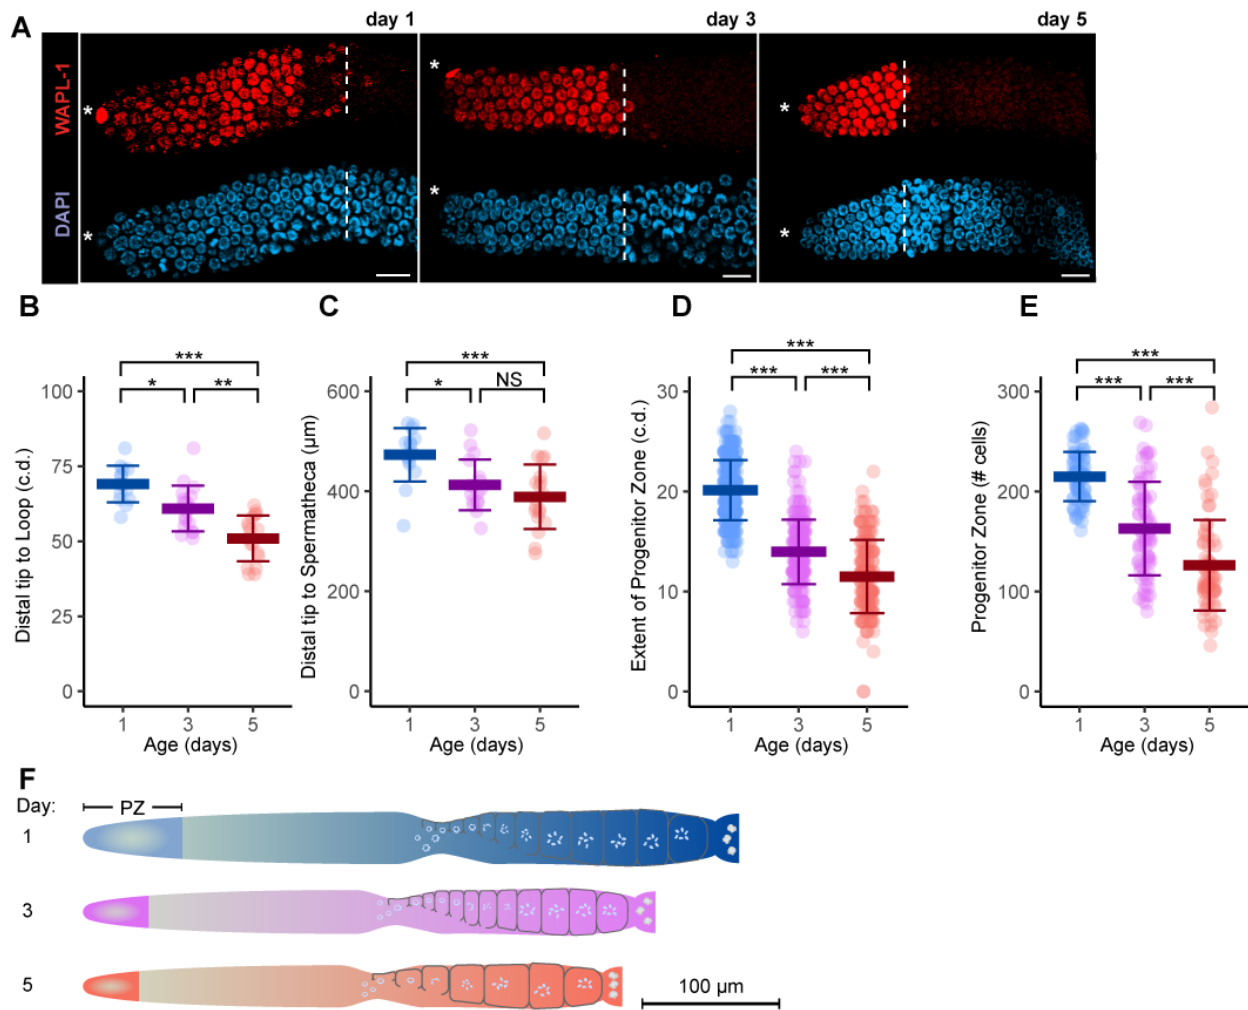 A
day 1
day 3
day 5
WAPL-1
*
*
*
DAPI
*
*
*
B
C
D
E
***
*
**
Distal tip to Loop (c.d.)
100
75
50
25
0
1
3
5
Age (days)
***
*
NS
Distal tip to Spermatheca (µm)
600
400
200
0
1
3
5
Age (days)
***
***
***
Extent of Progenitor Zone (c.d.)
30
20
10
0
1
3
5
Age (days)
***
***
***
Progenitor Zone (# cells)
300
200
100
0
1
3
5
Age (days)
F
Day:
PZ
1
3
5
100 µm